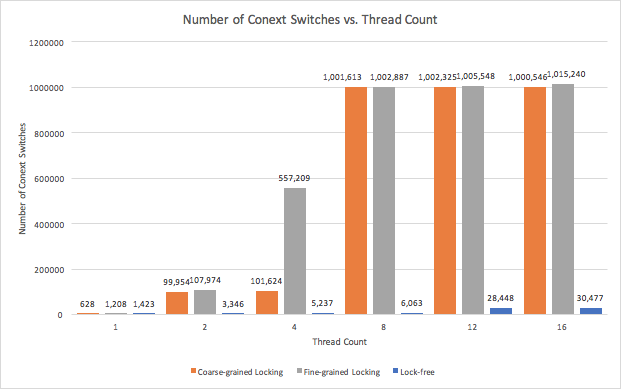 Number of Conext Switches vs. Thread Count
Number of Conext Switches
1200000
1000000
800000
600000
400000
200000
0
628 1,208 1,423
99,954 107,974 3,346
101,624 557,209 5,237
1,001,613 1,002,887 6,063
1,002,325 1,005,548 28,448
1,000,546 1,015,240 30,477
1 2 4 8 12 16
Thread Count
Coarse-grained Locking Fine-grained Locking Lock-free